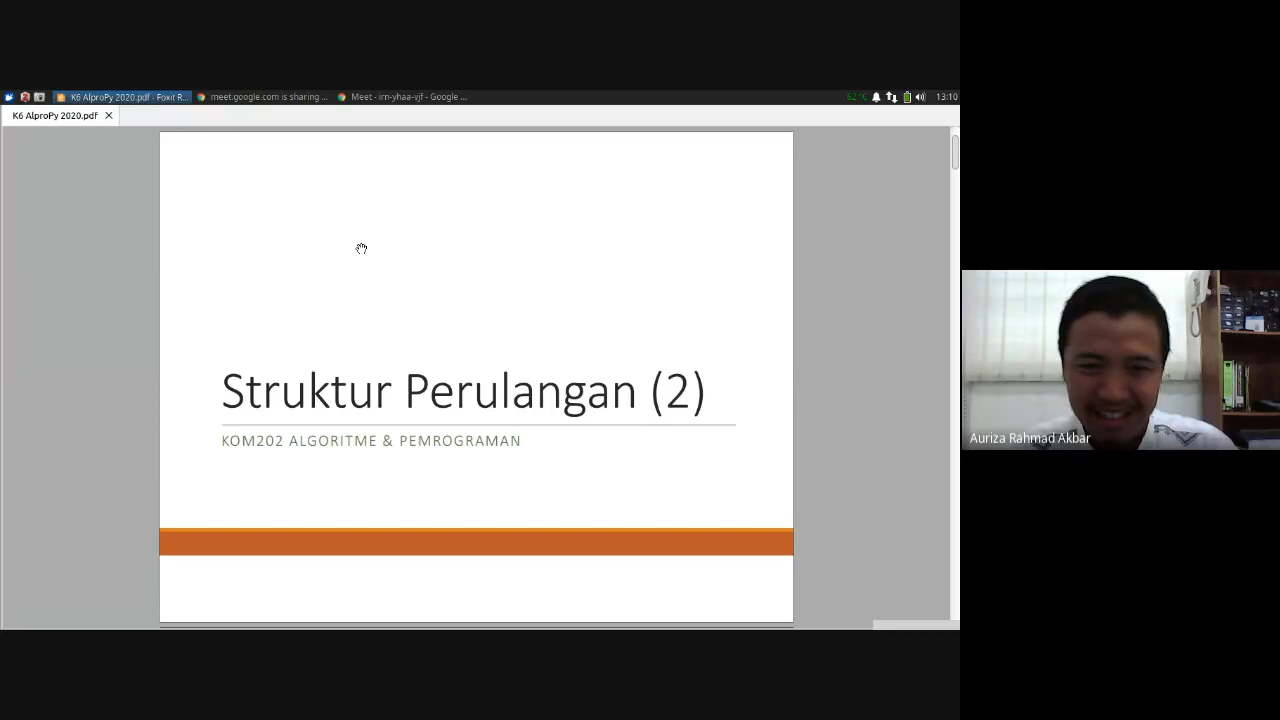 K6 AlproPy 2020.pdf - Foxit R...
meet.google.com is sharing ...
Meet - irn-yhaa-vjf - Google ...
62 °C
13:10
K6 AlproPy 2020.pdf
Struktur Perulangan (2)
KOM202 ALGORITME & PEMROGRAMAN
Auriza Rahmad Akbar